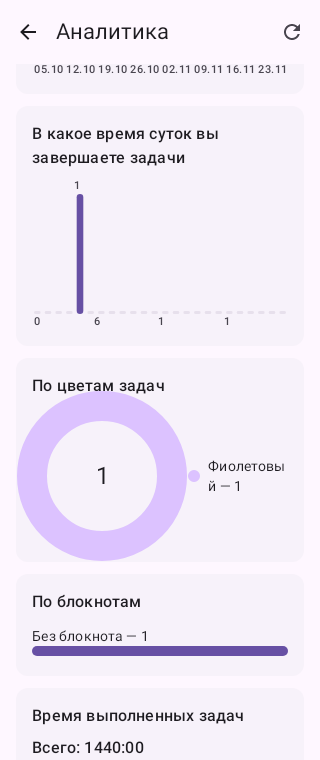 Аналитика
05.10 12.10 19.10 26.10 02.11 09.11 16.11 23.11
В какое время суток вы
завершаете задачи
1
0 6 1 1
По цветам задач
1
Фиолетовы
й — 1
По блокнотам
Без блокнота — 1
Время выполненных задач
Всего: 1440:00